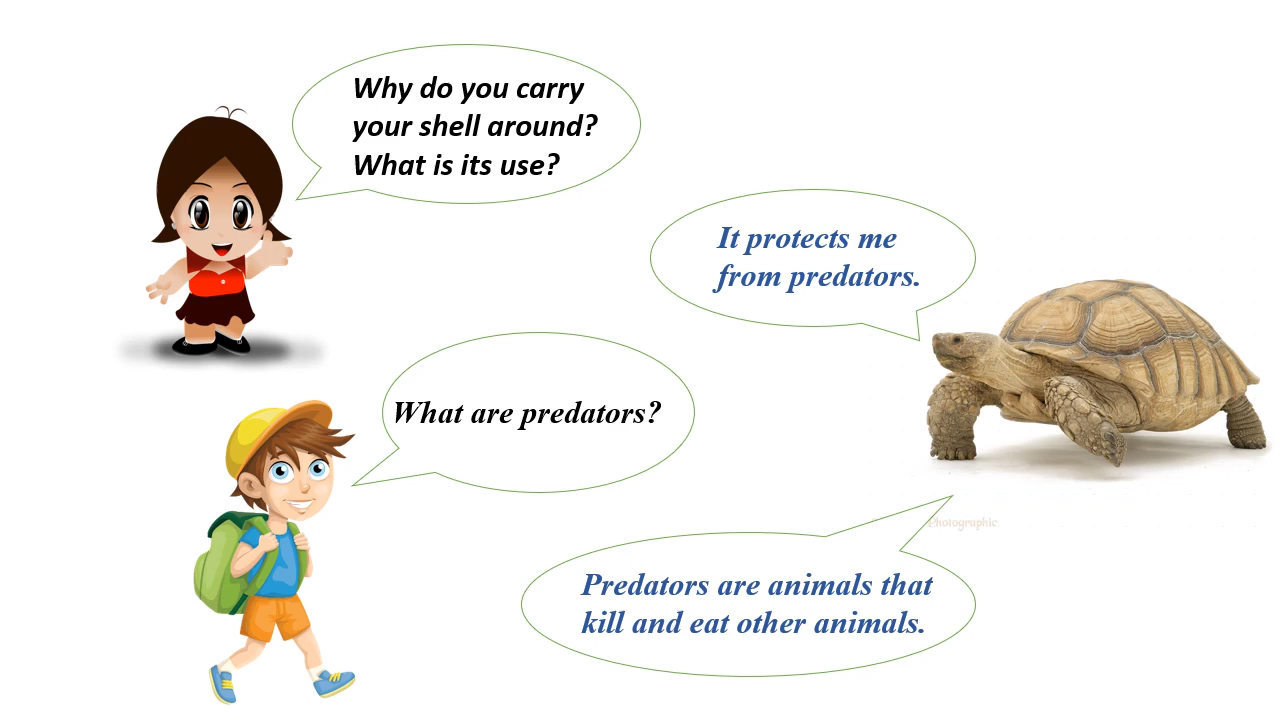 Why do you carry
your shell around?
What is its use?
It protects me
from predators.
What are predators?
Photographic
Predators are animals that
kill and eat other animals.